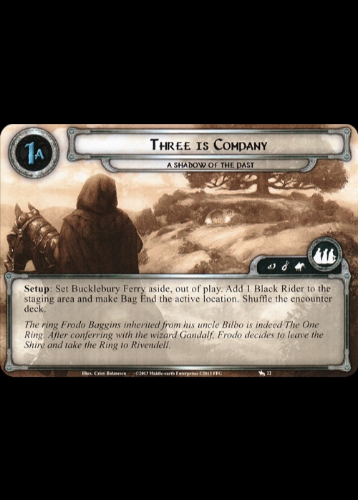 1A
THREE IS COMPANY
A SHADOW OF THE PAST
Setup: Set Bucklebury Ferry aside, out of play. Add 1 Black Rider to the
staging area and make Bag End the active location. Shuffle the encounter
deck.
The ring Frodo Baggins inherited from his uncle Bilbo is indeed The One
Ring. After conferring with the wizard Gandalf, Frodo decides to leave the
Shire and take the Ring to Rivendell.
Illus. Cristi Balanescu ©2013 Middle-earth Enterprises ©2013 FFG 22